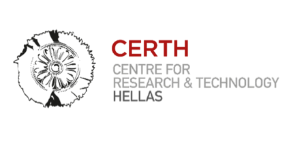 CERTH
CENTRE FOR
RESEARCH & TECHNOLOGY
HELLAS